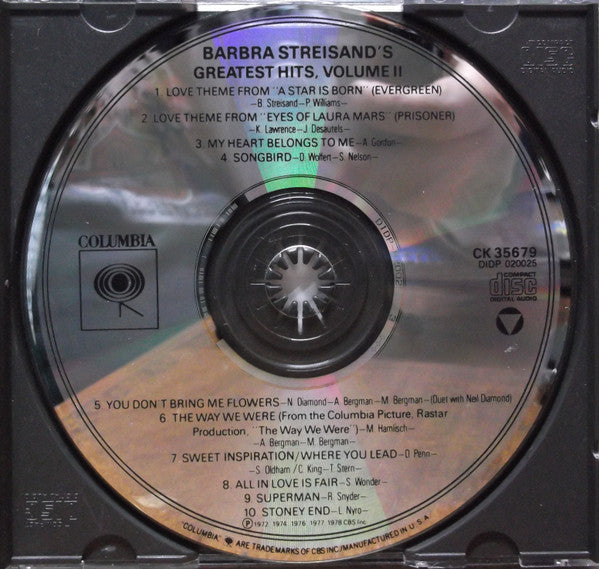 BARBRA STREISAND'S
GREATEST HITS, VOLUME II
1 LOVE THEME FROM "A STAR IS BORN" (EVERGREEN)
–B. Streisand–P. Williams–
2 LOVE THEME FROM "EYES OF LAURA MARS" (PRISONER)
–K. Lawrence–J. Desautels–
3 MY HEART BELONGS TO ME–A. Gordon–
4 SONGBIRD–D. Wolfert–S. Nelson–
COLUMBIA
CK 35679
DIDP 020025
COMPACT
disc
DIGITAL AUDIO
DIDP
5 YOU DON'T BRING ME FLOWERS–N. Diamond–A. Bergman–M. Bergman–(Duet with Neil Diamond)
6 THE WAY WE WERE (From the Columbia Picture, Rastar
Production, "The Way We Were")–M. Hamlisch–
–A. Bergman–M. Bergman–
7 SWEET INSPIRATION/WHERE YOU LEAD–D. Penn–
–S. Oldham/C. King–T. Stern–
8 ALL IN LOVE IS FAIR–S. Wonder–
9 SUPERMAN–R. Snyder–
10 STONEY END–L. Nyro–
Ⓟ 1972 1974 1976 1977 1978 CBS Inc.
"COLUMBIA" ARE TRADEMARKS OF CBS INC./MANUFACTURED IN U.S.A.